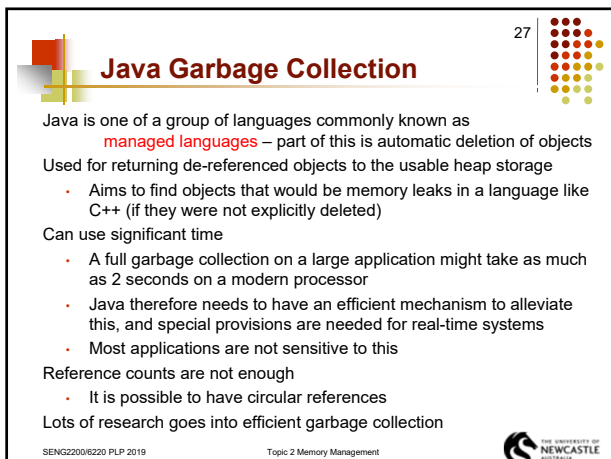 27
Java Garbage Collection
Java is one of a group of languages commonly known as
managed languages – part of this is automatic deletion of objects
Used for returning de-referenced objects to the usable heap storage
• Aims to find objects that would be memory leaks in a language like
C++ (if they were not explicitly deleted)
Can use significant time
• A full garbage collection on a large application might take as much
as 2 seconds on a modern processor
• Java therefore needs to have an efficient mechanism to alleviate
this, and special provisions are needed for real-time systems
• Most applications are not sensitive to this
Reference counts are not enough
• It is possible to have circular references
Lots of research goes into efficient garbage collection
SENG2200/6220 PLP 2019
Topic 2 Memory Management
THE UNIVERSITY OF
NEWCASTLE
AUSTRALIA